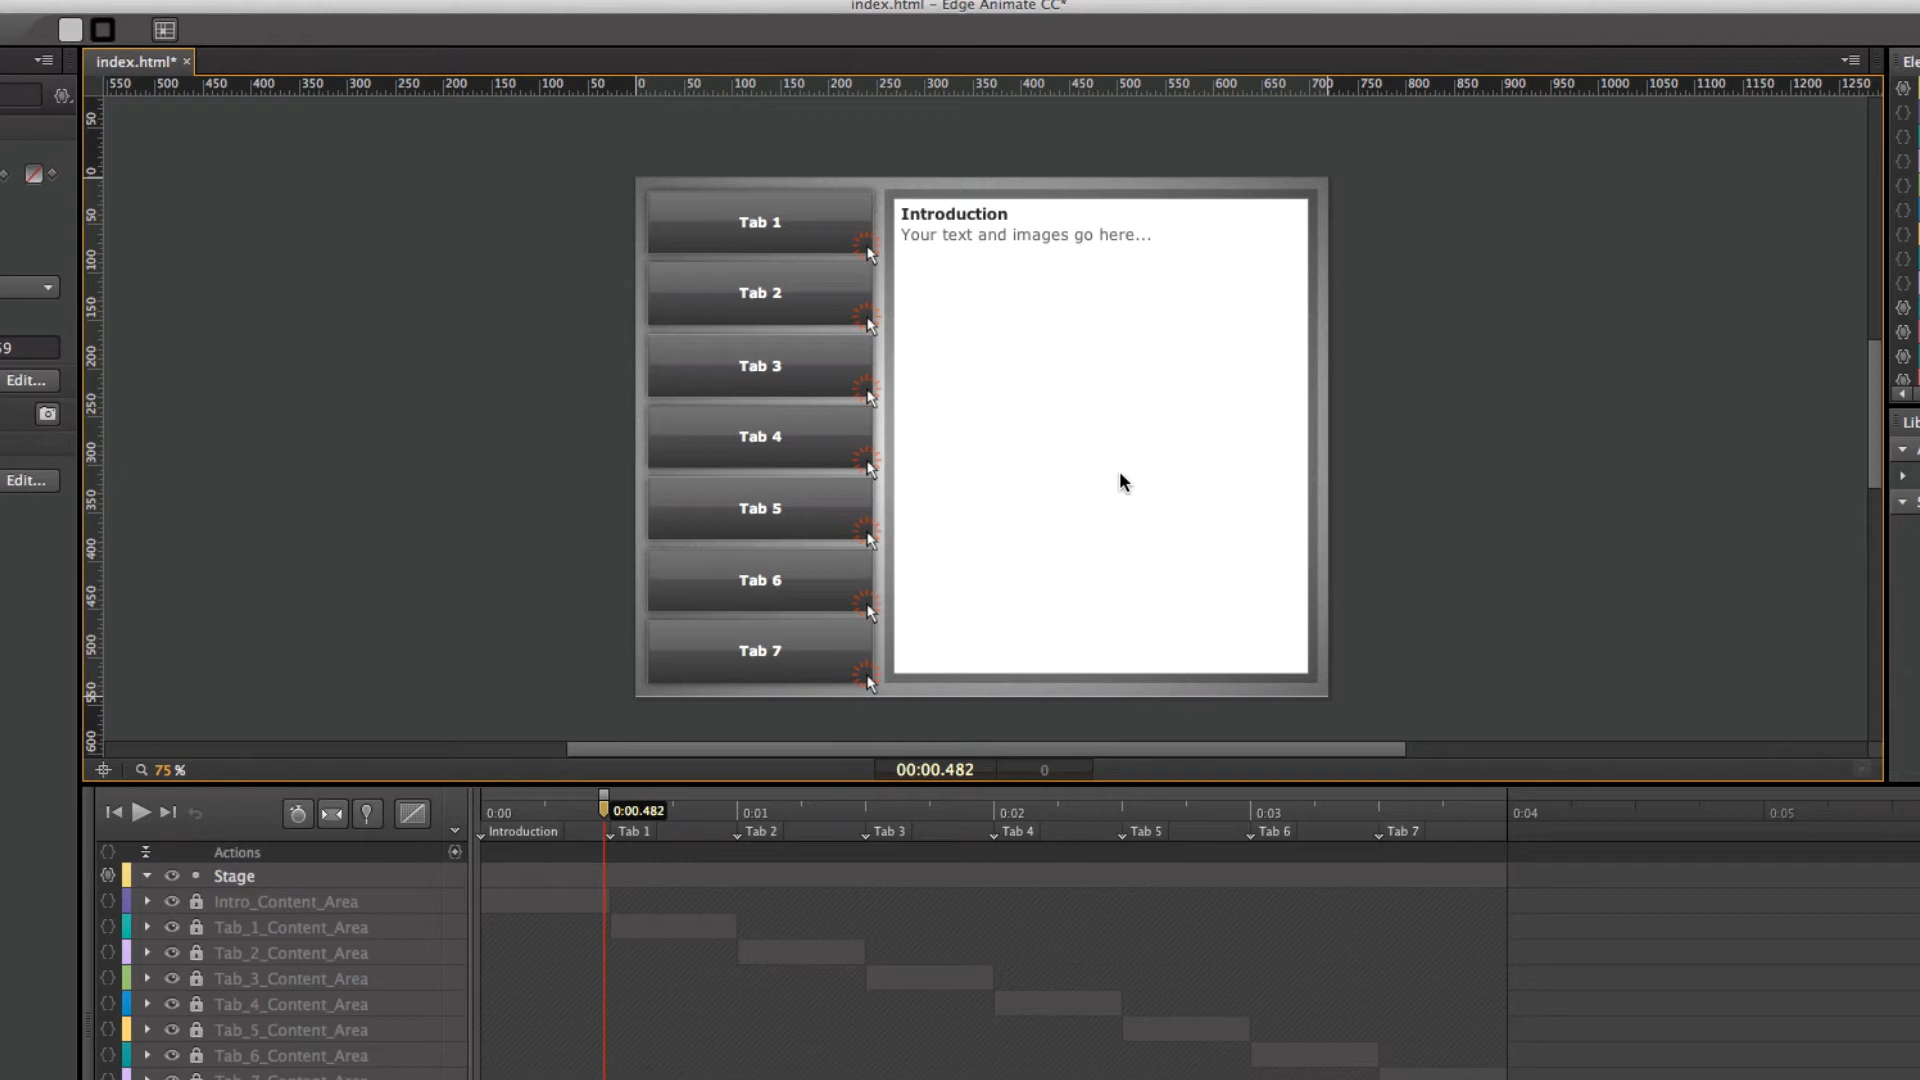 index.html – Edge Animate CC*
index.html* ×
Ele
550 500 450 400 350 300 250 200 150 100 50 0 50 100 150 200 250 300 350 400 450 500 550 600 650 700 750 800 850 900 950 1000 1050 1100 1150 1200 1250
50
0
50
100
150
200
250
300
350
400
450
500
550
600
Tab 1
Tab 2
Tab 3
Tab 4
Tab 5
Tab 6
Tab 7
Introduction
Your text and images go here...
59
Edit...
Edit...
Lib
75 %
00:00.482
0
0:00 0:00.482 0:01 0:02 0:03 0:04 0:05
Introduction Tab 1 Tab 2 Tab 3 Tab 4 Tab 5 Tab 6 Tab 7
Actions
Stage
Intro_Content_Area
Tab_1_Content_Area
Tab_2_Content_Area
Tab_3_Content_Area
Tab_4_Content_Area
Tab_5_Content_Area
Tab_6_Content_Area